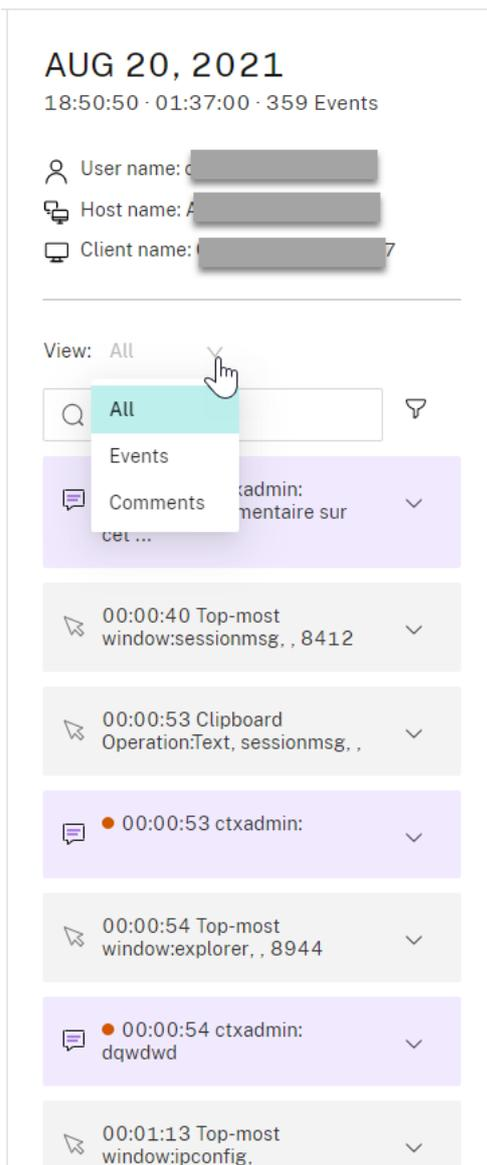 AUG 20, 2021
18:50:50 · 01:37:00 · 359 Events
User name:
Host name: A
Client name: 7
View: All
All
Events
Comments
xadmin:
mentaire sur
cet ...
00:00:40 Top-most
window:sessionmsg, , 8412
00:00:53 Clipboard
Operation:Text, sessionmsg, ,
00:00:53 ctxadmin:
00:00:54 Top-most
window:explorer, , 8944
00:00:54 ctxadmin:
dqwdwd
00:01:13 Top-most
window:ipconfig,